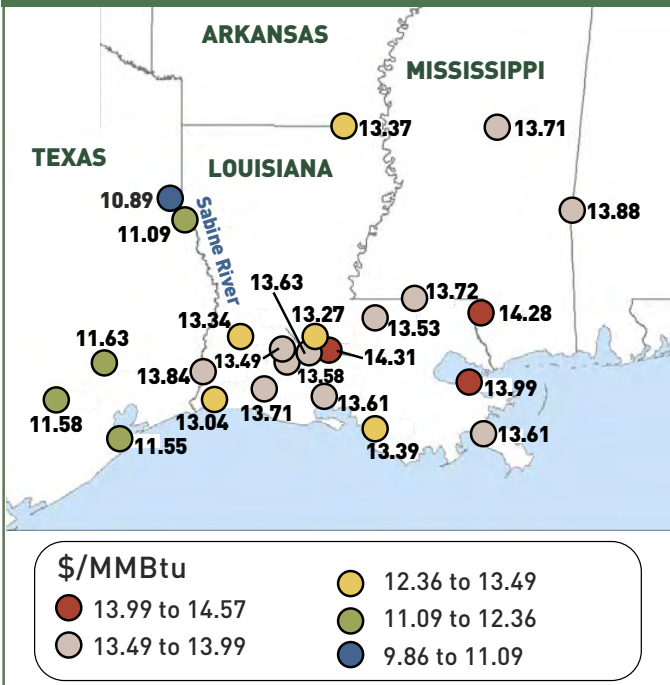 ARKANSAS
MISSISSIPPI
13.37
13.71
TEXAS
LOUISIANA
10.89
13.88
11.09
Sabine River
13.63
13.72
13.34
13.27
13.53
14.28
11.63
13.49
14.31
13.84
13.58
13.99
11.58
13.04
13.71
13.61
13.61
11.55
13.39
$/MMBtu
13.99 to 14.57
13.49 to 13.99
12.36 to 13.49
11.09 to 12.36
9.86 to 11.09